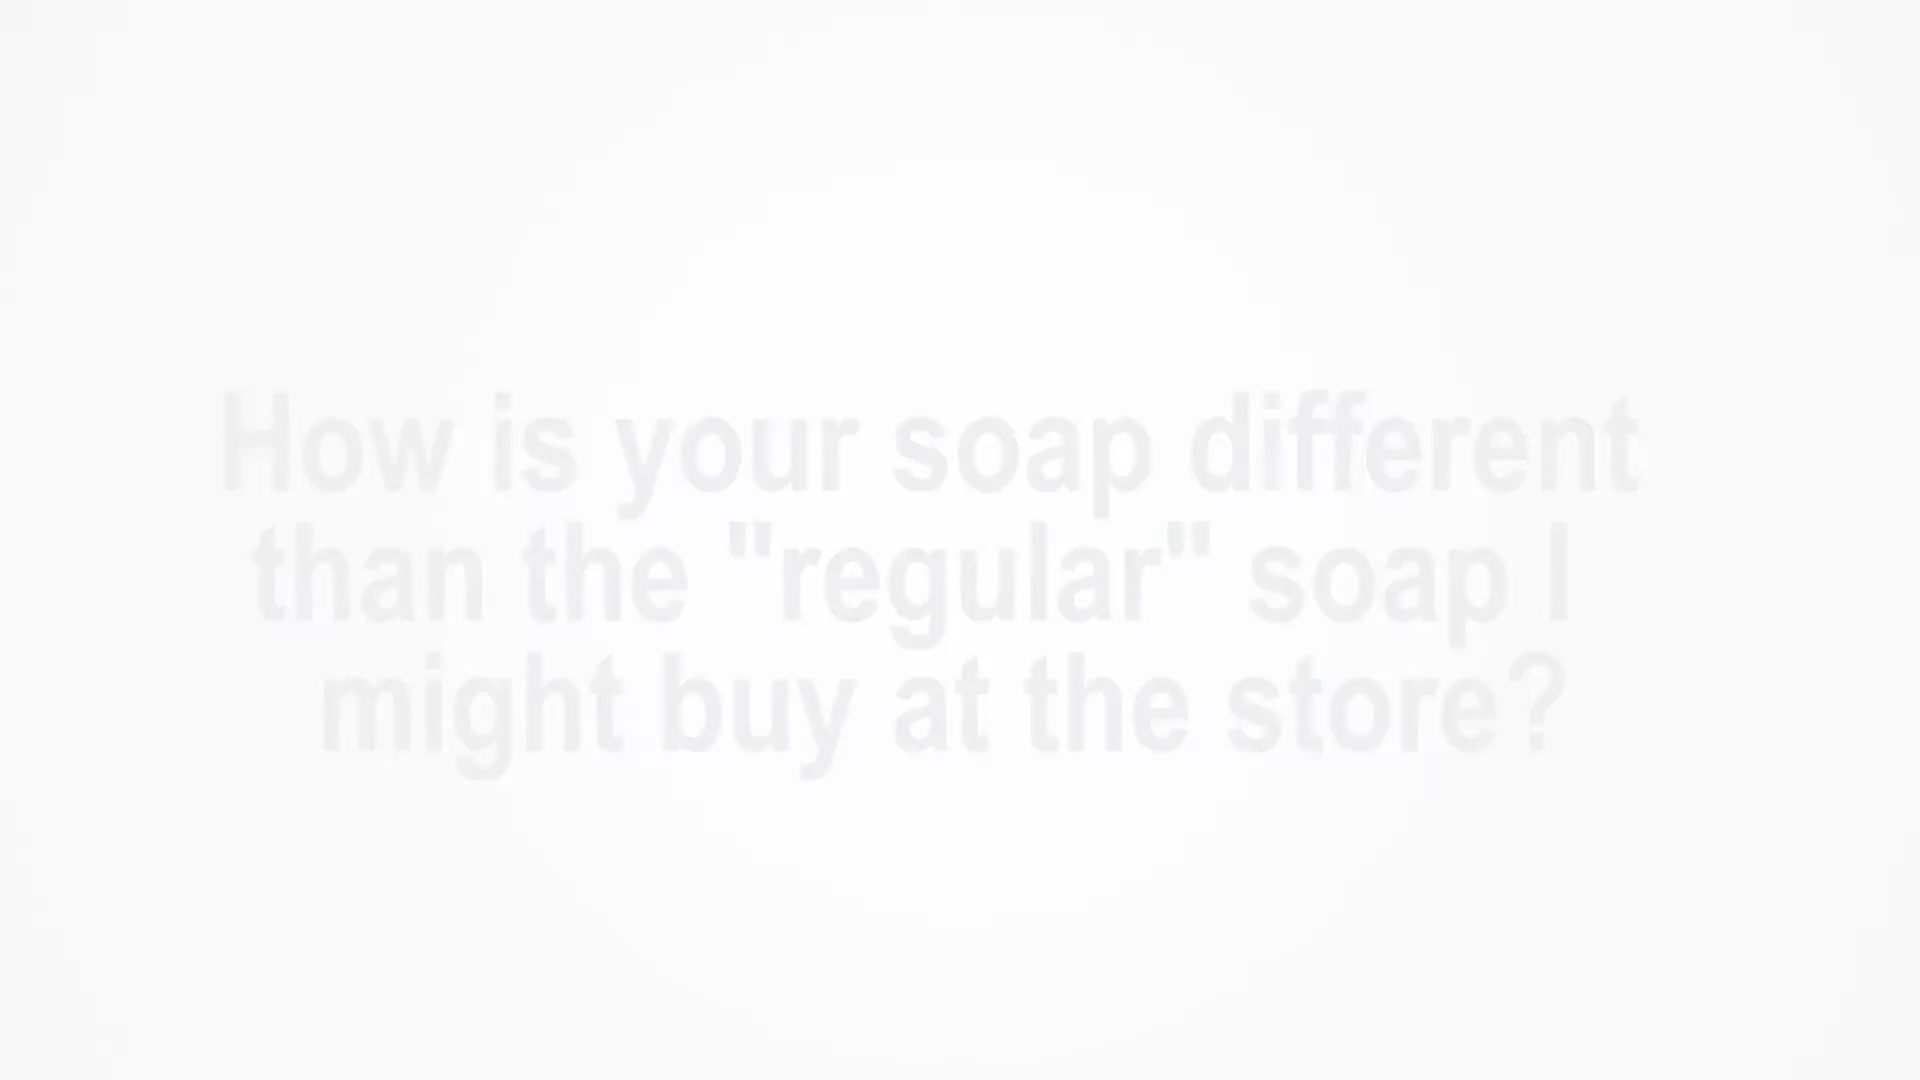 How is your soap different
than the "regular" soap I
might buy at the store?